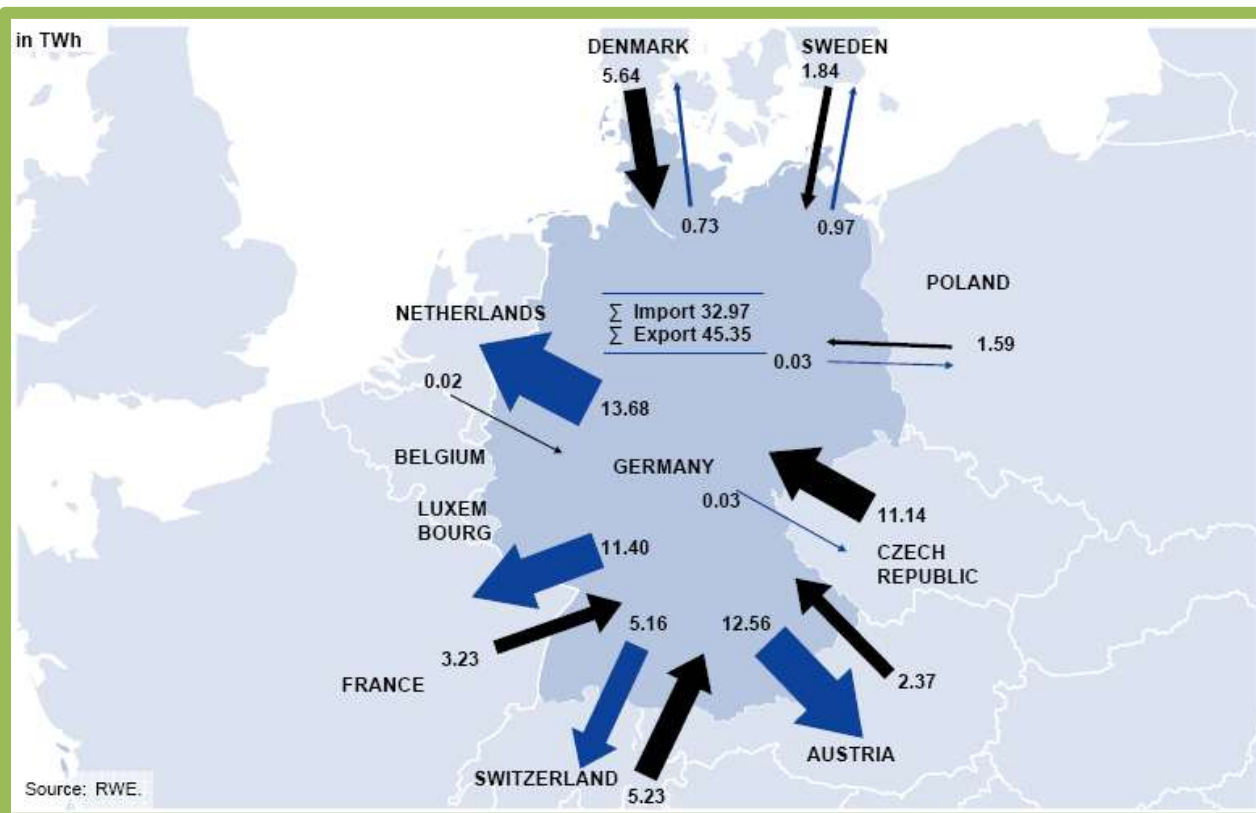 in TWh
DENMARK
5.64
SWEDEN
1.84
0.73
0.97
POLAND
NETHERLANDS
∑ Import 32.97
∑ Export 45.35
1.59
0.03
0.02
13.68
BELGIUM
GERMANY
0.03
11.14
LUXEM
BOURG
11.40
CZECH
REPUBLIC
5.16
12.56
3.23
FRANCE
2.37
AUSTRIA
SWITZERLAND
5.23
Source: RWE.